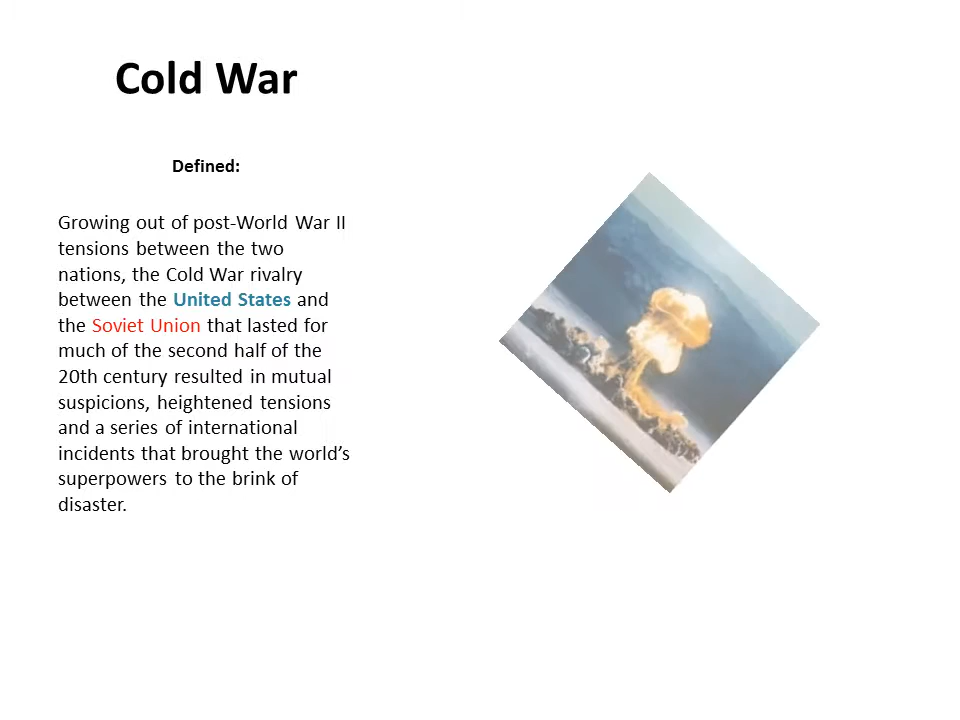 Cold War
Defined:
Growing out of post-World War II
tensions between the two
nations, the Cold War rivalry
between the United States and
the Soviet Union that lasted for
much of the second half of the
20th century resulted in mutual
suspicions, heightened tensions
and a series of international
incidents that brought the world’s
superpowers to the brink of
disaster.